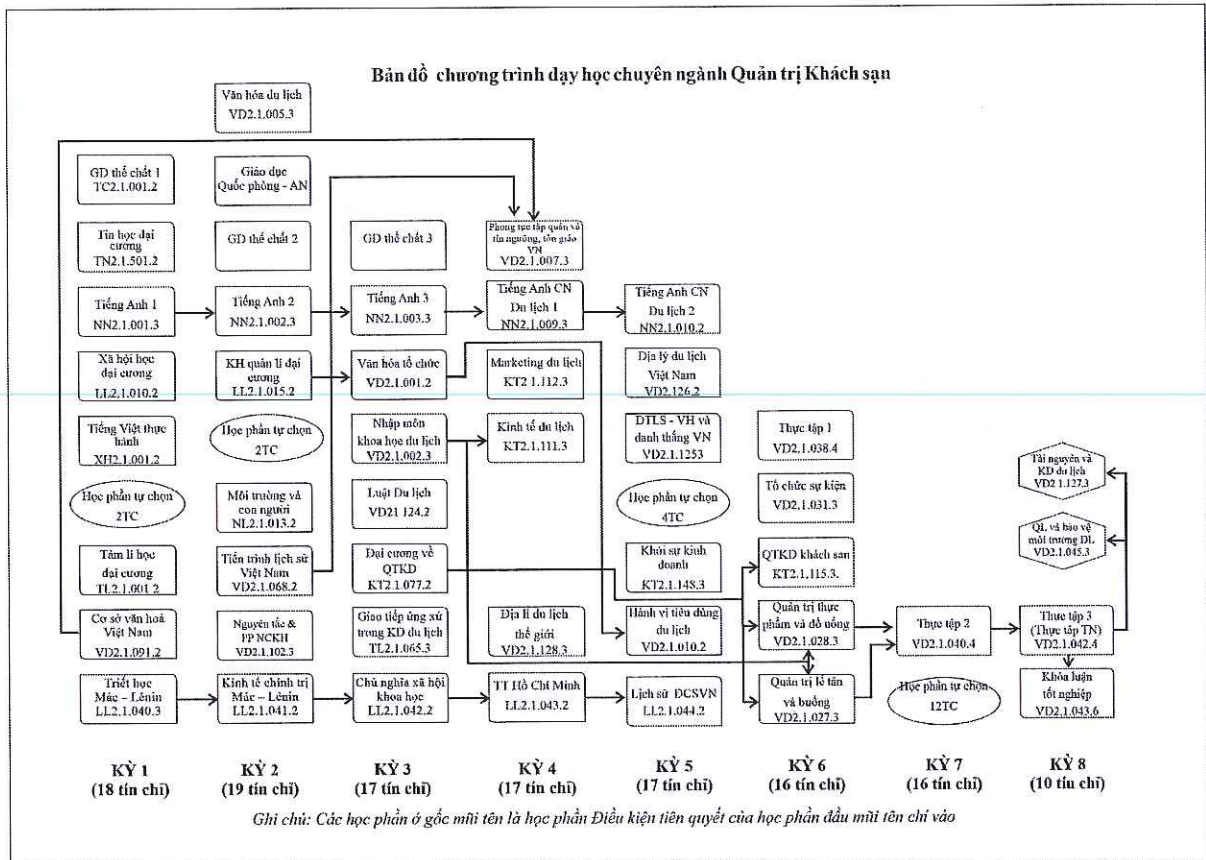 Bản đồ chương trình dạy học chuyên ngành Quản trị Khách sạn
Văn hóa du lịch
VD2.1.005.3
GD thể chất 1
TC2.1.001.2
Giáo dục
Quốc phòng - AN
Tin học đại
cương
TN2.1.501.2
GD thể chất 2
GD thể chất 3
Phong tục tập quán và
tín ngưỡng, tôn giáo
VN
VD2.1.007.3
Tiếng Anh 1
NN2.1.001.3
Tiếng Anh 2
NN2.1.002.3
Tiếng Anh 3
NN2.1.003.3
Tiếng Anh CN
Du lịch 1
NN2.1.009.3
Tiếng Anh CN
Du lịch 2
NN2.1.010.2
Xã hội học
đại cương
LL2.1.010.2
KH quản lí đại
cương
LL2.1.015.2
Văn hóa tổ chức
VD2.1.001.2
Marketing du lịch
KT2 1.112.3
Địa lý du lịch
Việt Nam
VD2.126.2
Tiếng Việt thực
hành
XH2.1.001.2
Học phần tự chọn
2TC
Nhập môn
khoa học du lịch
VD2.1.002.3
Kinh tế du lịch
KT2.1.111.3
DTLS - VH và
danh thắng VN
VD2.1.1253
Thực tập 1
VD2.1.038.4
Tài nguyên và
KD du lịch
VD2 1.127.3
Học phần tự chọn
2TC
Môi trường và
con người
NL2.1.013.2
Luật Du lịch
VD21 124.2
Học phần tự chọn
4TC
Tổ chức sự kiện
VD2.1.031.3
QL và bảo vệ
môi trường DL
VD2.1.045.3
Tâm lí học
đại cương
TL2.1.001.2
Tiến trình lịch sử
Việt Nam
VD2.1.068.2
Đại cương về
QTKD
KT2.1.077.2
Khởi sự kinh
doanh
KT2.1.148.3
QTKD khách sạn
KT2.1.115.3.
Cơ sở văn hoá
Việt Nam
VD2.1.091.2
Nguyên tắc &
PP NCKH
VD2.1.102.3
Giao tiếp ứng xử
trong KD du lịch
TL2.1.065.3
Địa lí du lịch
thế giới
VD2.1.128.3
Hành vi tiêu dùng
du lịch
VD2.1.010.2
Quản trị thực
phẩm và đồ uống
VD2.1.028.3
Thực tập 2
VD2.1.040.4
Thực tập 3
(Thực tập TN)
VD2.1.042.4
Triết học
Mác – Lênin
LL2.1.040.3
Kinh tế chính trị
Mác – Lênin
LL2.1.041.2
Chủ nghĩa xã hội
khoa học
LL2.1.042.2
TT Hồ Chí Minh
LL2.1.043.2
Lịch sử ĐCSVN
LL2.1.044.2
Quản trị lễ tân
và buồng
VD2.1.027.3
Học phần tự chọn
12TC
Khóa luận
tốt nghiệp
VD2.1.043.6
KỲ 1
(18 tín chỉ)
KỲ 2
(19 tín chỉ)
KỲ 3
(17 tín chỉ)
KỲ 4
(17 tín chỉ)
KỲ 5
(17 tín chỉ)
KỲ 6
(16 tín chỉ)
KỲ 7
(16 tín chỉ)
KỲ 8
(10 tín chỉ)
Ghi chú: Các học phần ở gốc mũi tên là học phần Điều kiện tiên quyết của học phần đầu mũi tên chỉ vào